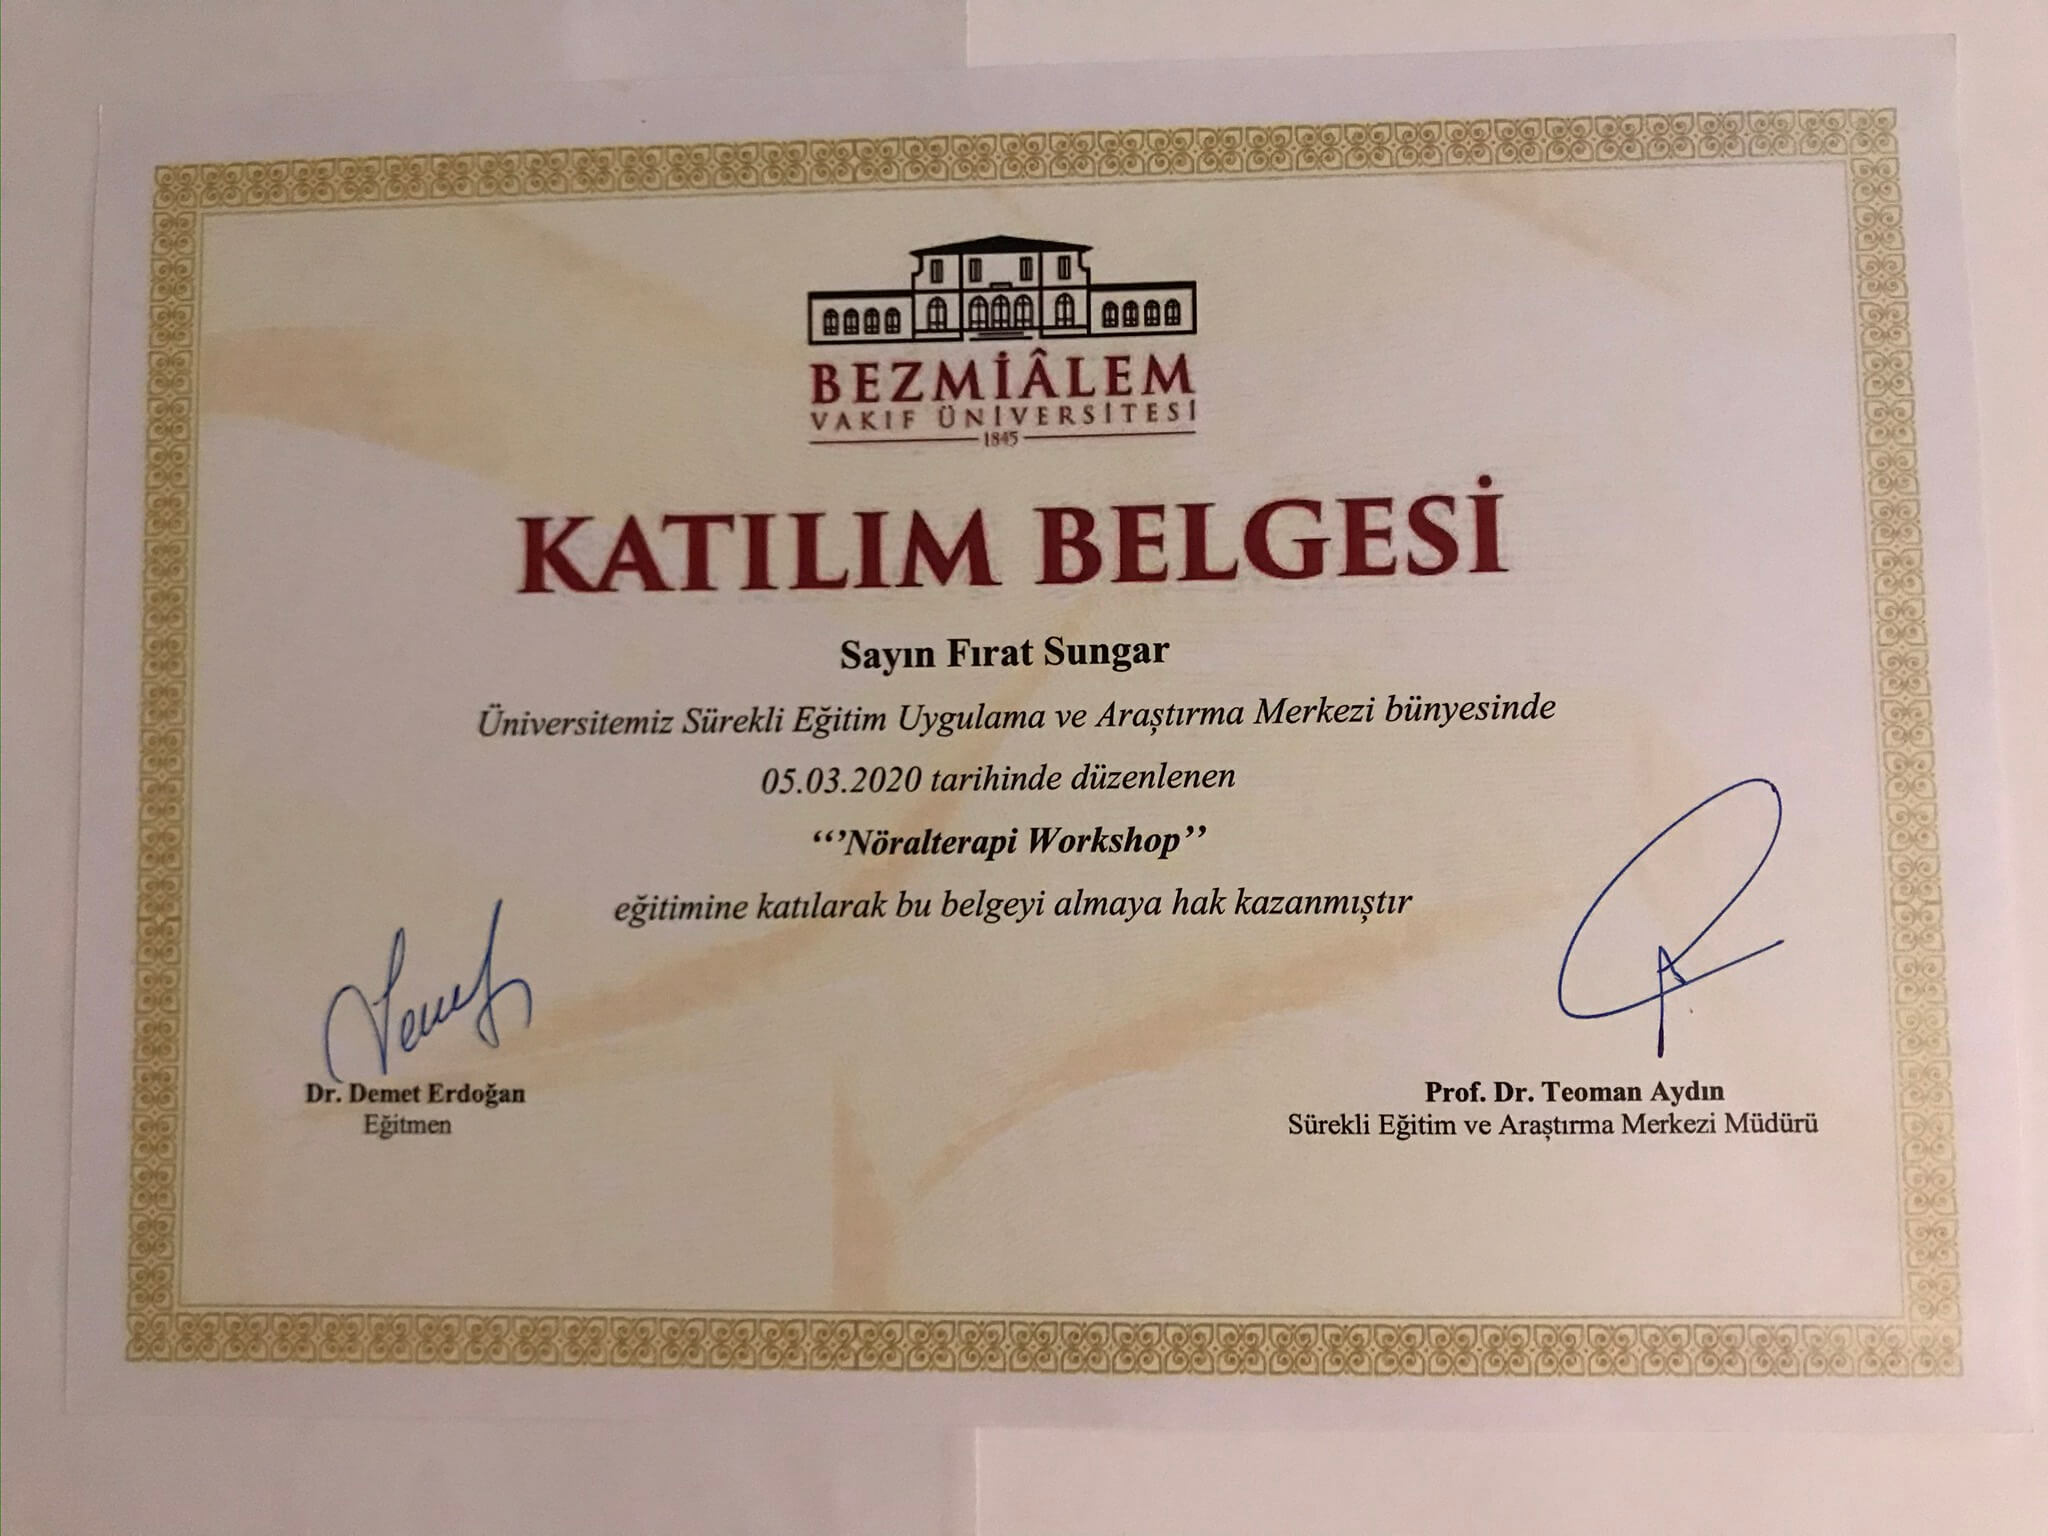 BEZMİÂLEM
VAKIF ÜNİVERSİTESİ
1845
KATILIM BELGESİ
Sayın Fırat Sungar
Üniversitemiz Sürekli Eğitim Uygulama ve Araştırma Merkezi bünyesinde
05.03.2020 tarihinde düzenlenen
“’Nöralterapi Workshop’’
eğitimine katılarak bu belgeyi almaya hak kazanmıştır
Dr. Demet Erdoğan
Eğitmen
Prof. Dr. Teoman Aydın
Sürekli Eğitim ve Araştırma Merkezi Müdürü